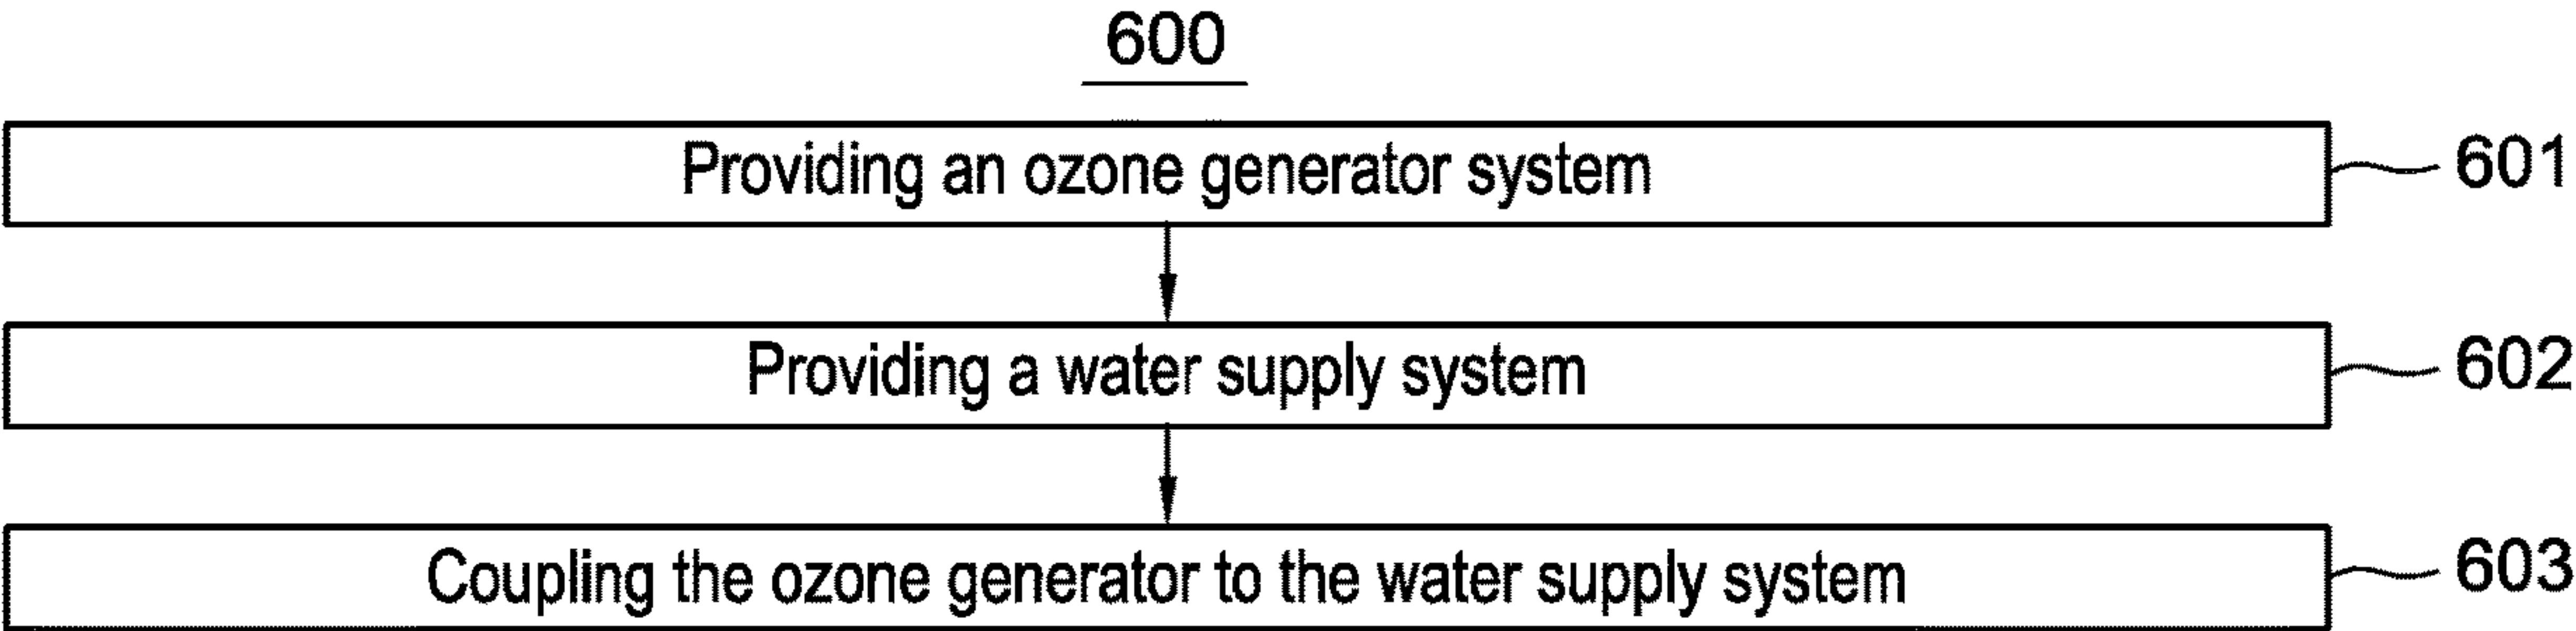 600
Providing an ozone generator system 601
Providing a water supply system 602
Coupling the ozone generator to the water supply system 603